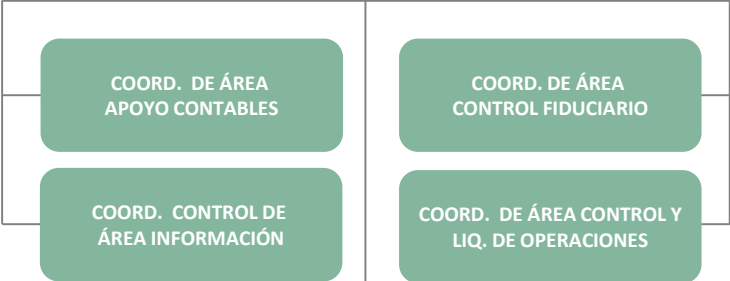 COORD. DE ÁREA
APOYO CONTABLES
COORD. DE ÁREA
CONTROL FIDUCIARIO
COORD. CONTROL DE
ÁREA INFORMACIÓN
COORD. DE ÁREA CONTROL Y
LIQ. DE OPERACIONES